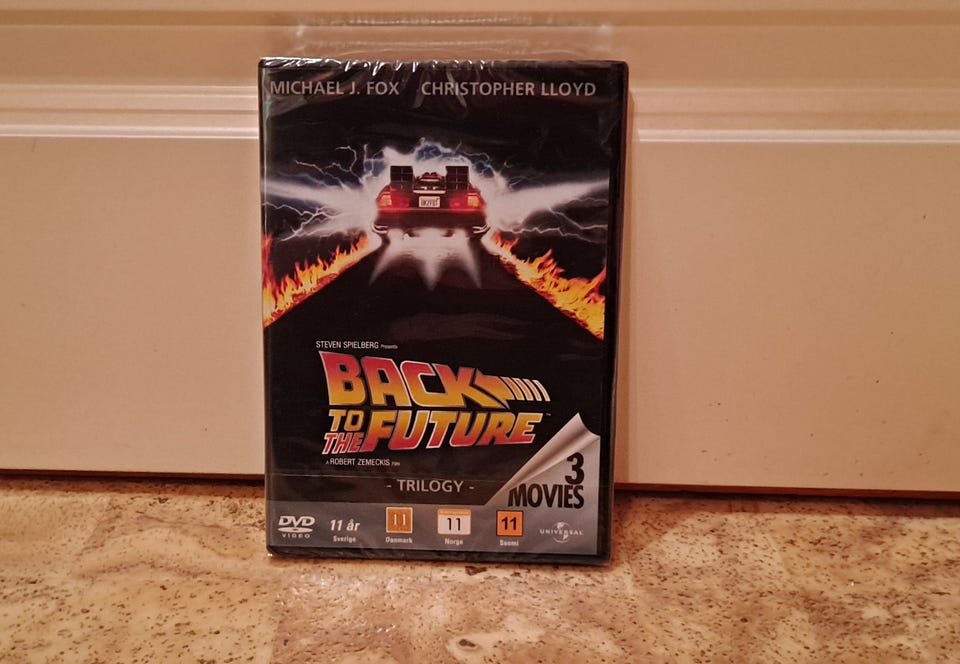 MICHAEL J. FOX CHRISTOPHER LLOYD
STEVEN SPIELBERG Presents
BACK
TO THE FUTURE™
A ROBERT ZEMECKIS FILM
- TRILOGY -
3 MOVIES
DVD VIDEO
11 år Sverige
11 Danmark
11 Norge
11 Suomi
UNIVERSAL